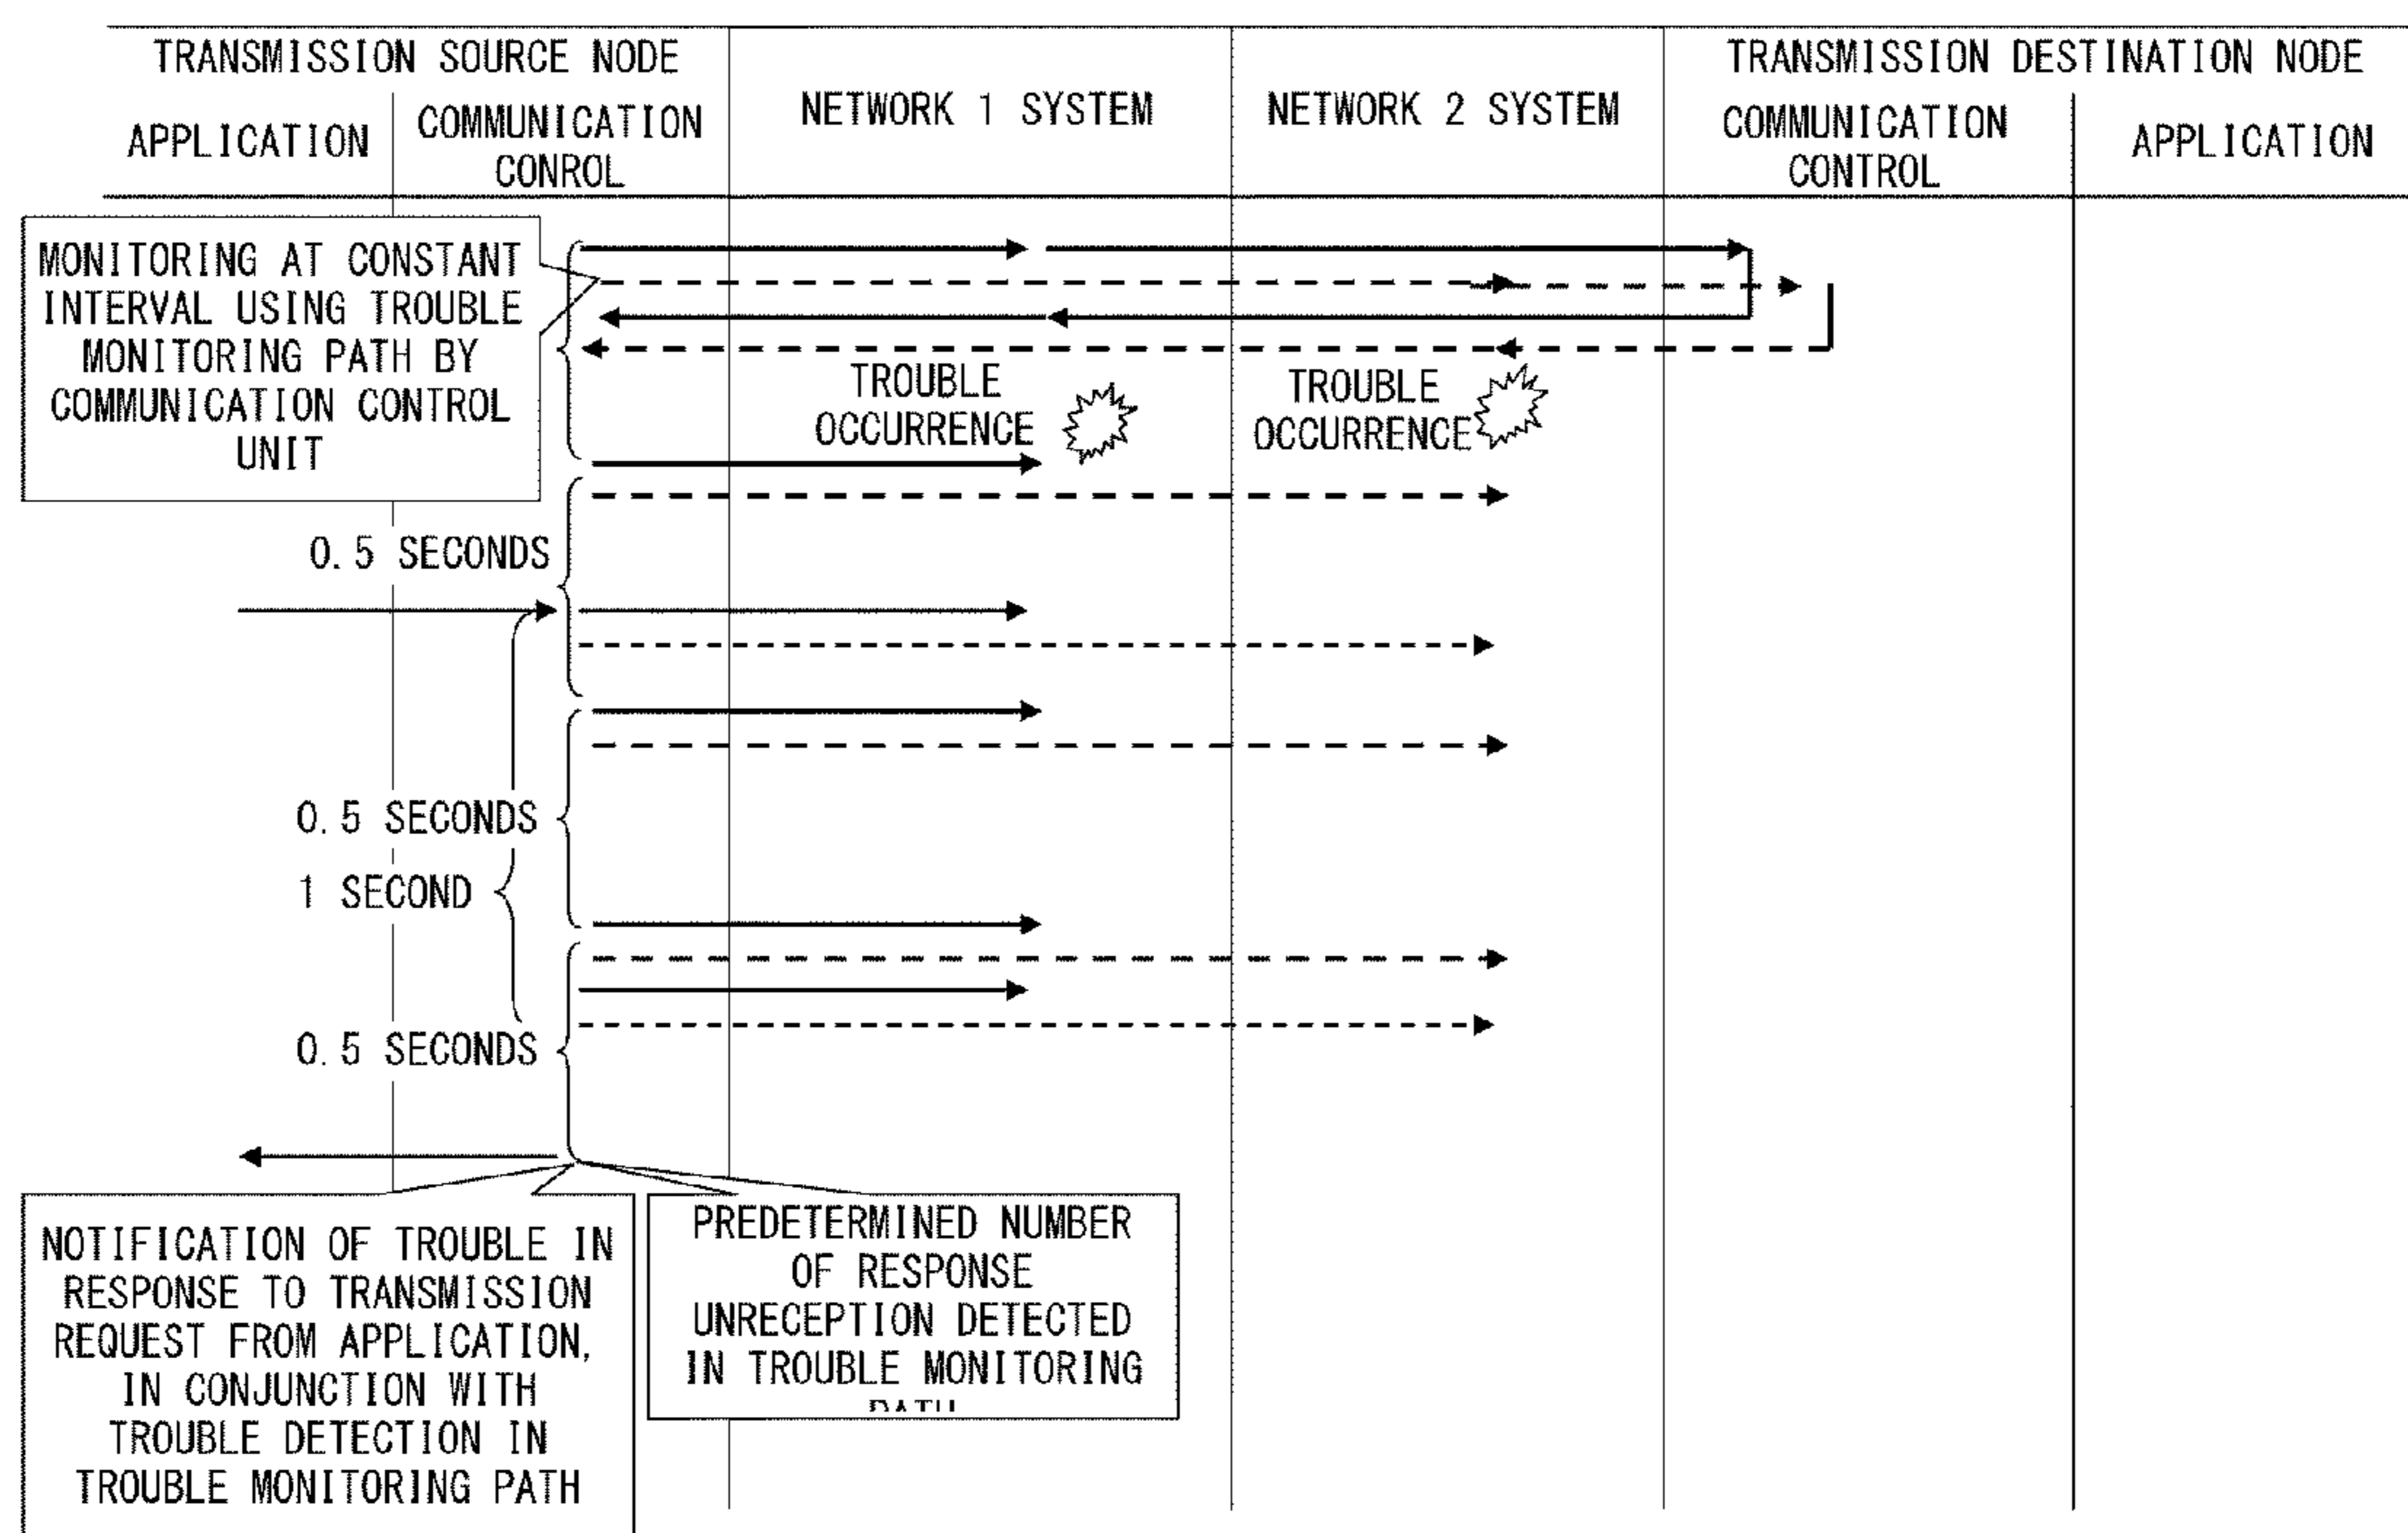 TRANSMISSION SOURCE NODE
APPLICATION
COMMUNICATION
CONROL
NETWORK 1 SYSTEM
NETWORK 2 SYSTEM
TRANSMISSION DESTINATION NODE
COMMUNICATION
CONTROL
APPLICATION
MONITORING AT CONSTANT
INTERVAL USING TROUBLE
MONITORING PATH BY
COMMUNICATION CONTROL
UNIT
TROUBLE
OCCURRENCE
TROUBLE
OCCURRENCE
0.5 SECONDS
0.5 SECONDS
1 SECOND
0.5 SECONDS
NOTIFICATION OF TROUBLE IN
RESPONSE TO TRANSMISSION
REQUEST FROM APPLICATION,
IN CONJUNCTION WITH
TROUBLE DETECTION IN
TROUBLE MONITORING PATH
PREDETERMINED NUMBER
OF RESPONSE
UNRECEPTION DETECTED
IN TROUBLE MONITORING
PATH